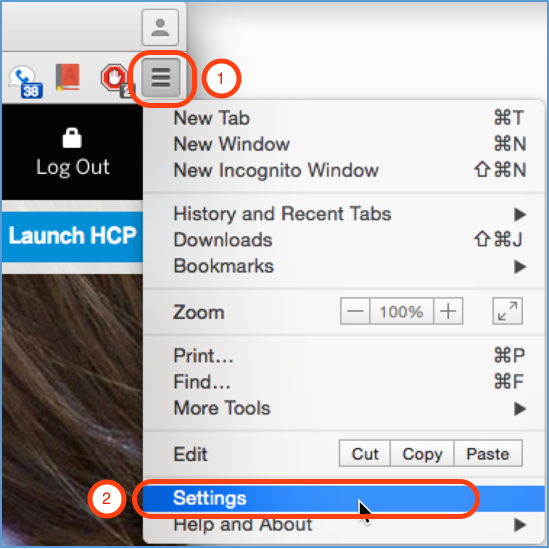 38
A
2
1
Log Out
Launch HCP
New Tab ⌘T
New Window ⌘N
New Incognito Window ⇧⌘N
History and Recent Tabs ▶
Downloads ⇧⌘J
Bookmarks ▶
Zoom — 100% +
Print... ⌘P
Find... ⌘F
More Tools ▶
Edit Cut Copy Paste
2 Settings
Help and About ▶